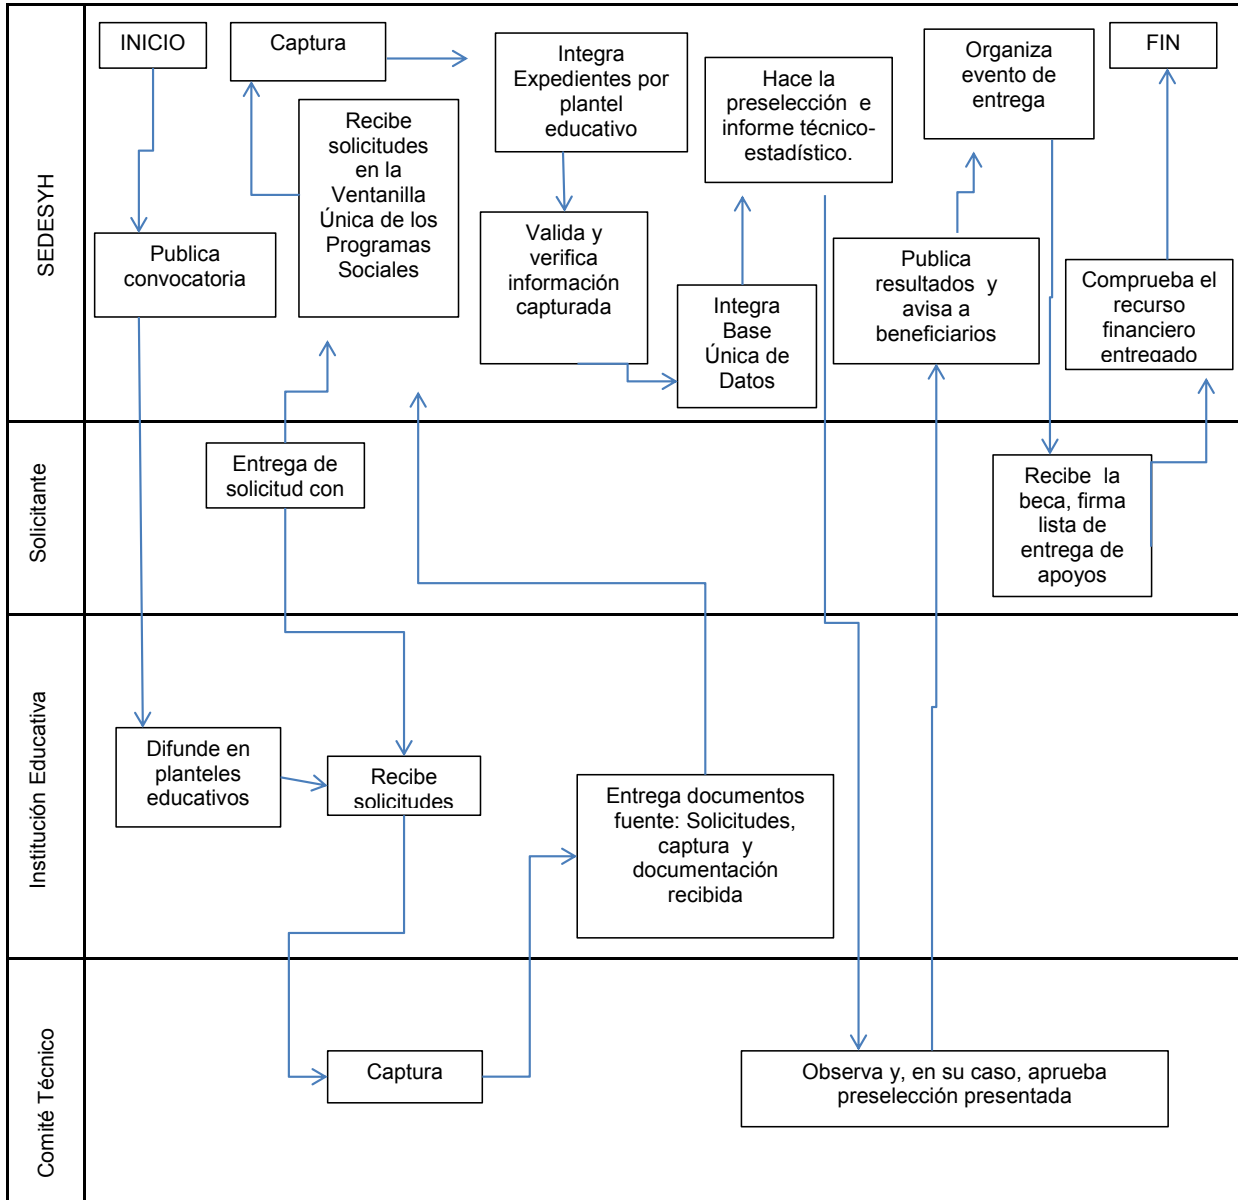 SEDESYH
INICIO
Captura
Integra
Expedientes por
plantel
educativo
Hace la
preselección e
informe técnico-
estadístico.
Organiza
evento de
entrega
FIN
Recibe
solicitudes
en la
Ventanilla
Única de los
Programas
Sociales
Publica
convocatoria
Valida y
verifica
información
capturada
Integra
Base
Única de
Datos
Publica
resultados y
avisa a
beneficiarios
Comprueba el
recurso
financiero
entregado
Solicitante
Entrega de
solicitud con
Recibe la
beca, firma
lista de
entrega de
apoyos
Institución Educativa
Difunde en
planteles
educativos
Recibe
solicitudes
Entrega documentos
fuente: Solicitudes,
captura y
documentación
recibida
Comité Técnico
Captura
Observa y, en su caso, aprueba
preselección presentada